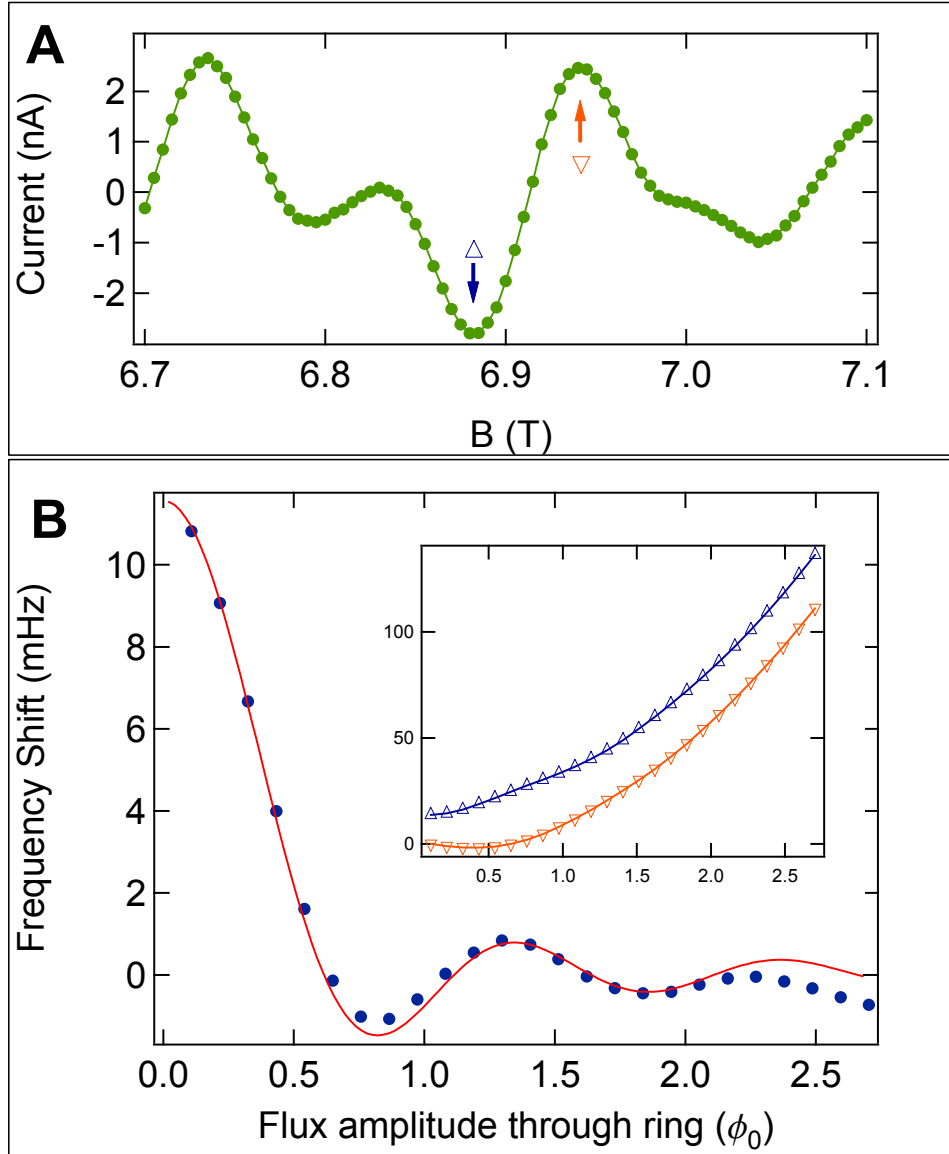 A
Current (nA)
2
1
0
-1
-2
6.7 6.8 6.9 7.0 7.1
B (T)
B
Frequency Shift (mHz)
10
8
6
4
2
0
100
50
0
0.5 1.0 1.5 2.0 2.5
0.0 0.5 1.0 1.5 2.0 2.5
Flux amplitude through ring (ϕ₀)